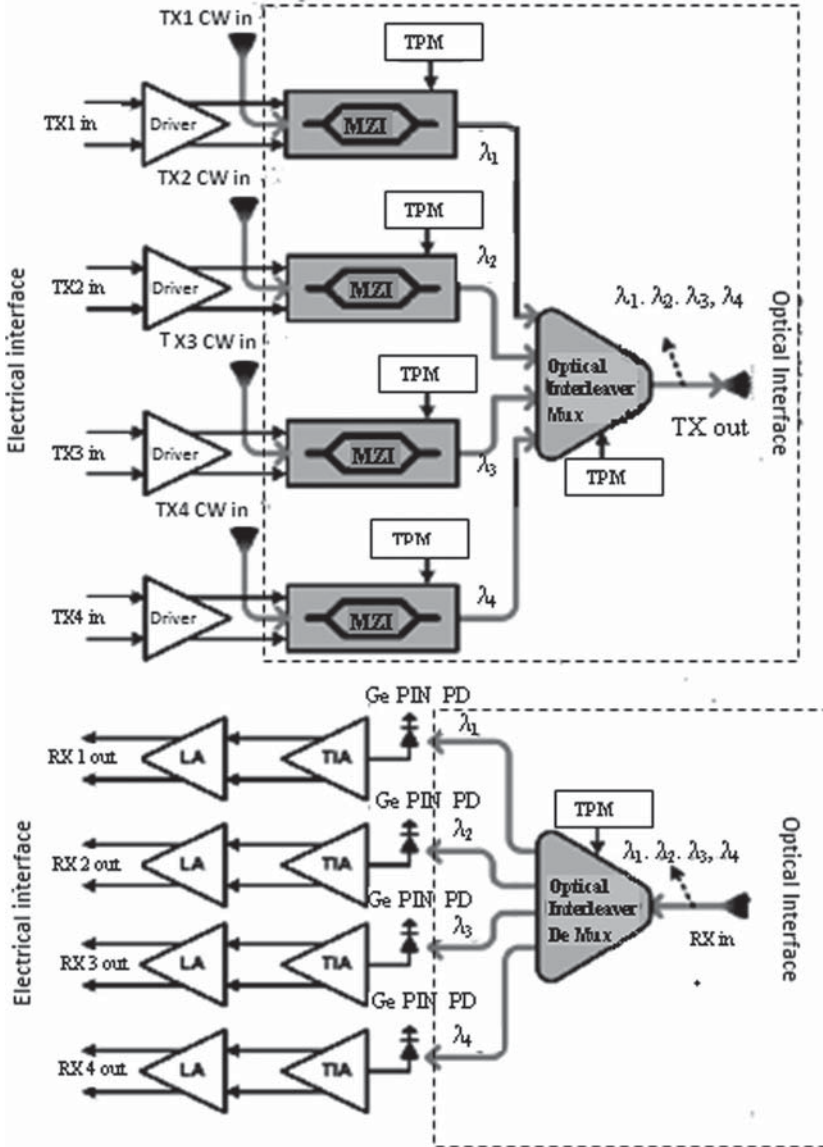 TX1 CW in
TPM
TX1 in
Driver
MZI
λ1
TX2 CW in
TPM
TX2 in
Driver
MZI
λ2
T X3 CW in
TPM
TX3 in
Driver
MZI
λ3
TX4 CW in
TPM
TX4 in
Driver
MZI
λ4
Electrical interface
Optical
Interleaver
Mux
TPM
λ1. λ2. λ3, λ4
TX out
Optical Interface
Ge PIN PD
λ1
RX 1 out
LA
TIA
Ge PIN PD
λ2
RX 2 out
LA
TIA
Ge PIN PD
λ3
RX 3 out
LA
TIA
Ge PIN PD
λ4
RX 4 out
LA
TIA
Electrical interface
TPM
Optical
Interleaver
De Mux
λ1. λ2. λ3, λ4
RX in
Optical Interface